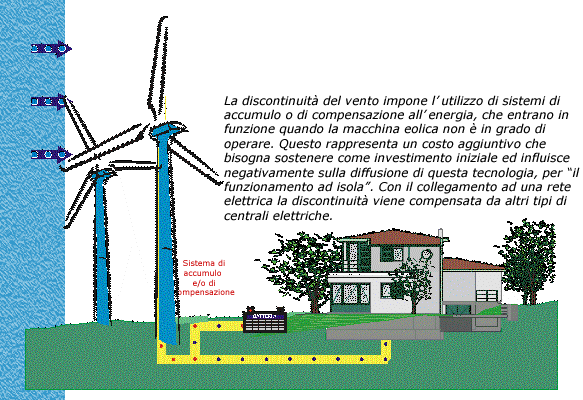 La discontinuità del vento impone l’utilizzo di sistemi di
accumulo o di compensazione all’energia, che entrano in
funzione quando la macchina eolica non è in grado di
operare. Questo rappresenta un costo aggiuntivo che
bisogna sostenere come investimento iniziale ed influisce
negativamente sulla diffusione di questa tecnologia, per “il
funzionamento ad isola”. Con il collegamento ad una rete
elettrica la discontinuità viene compensata da altri tipi di
centrali elettriche.
Sistema di
accumulo
e/o di
ompensazione